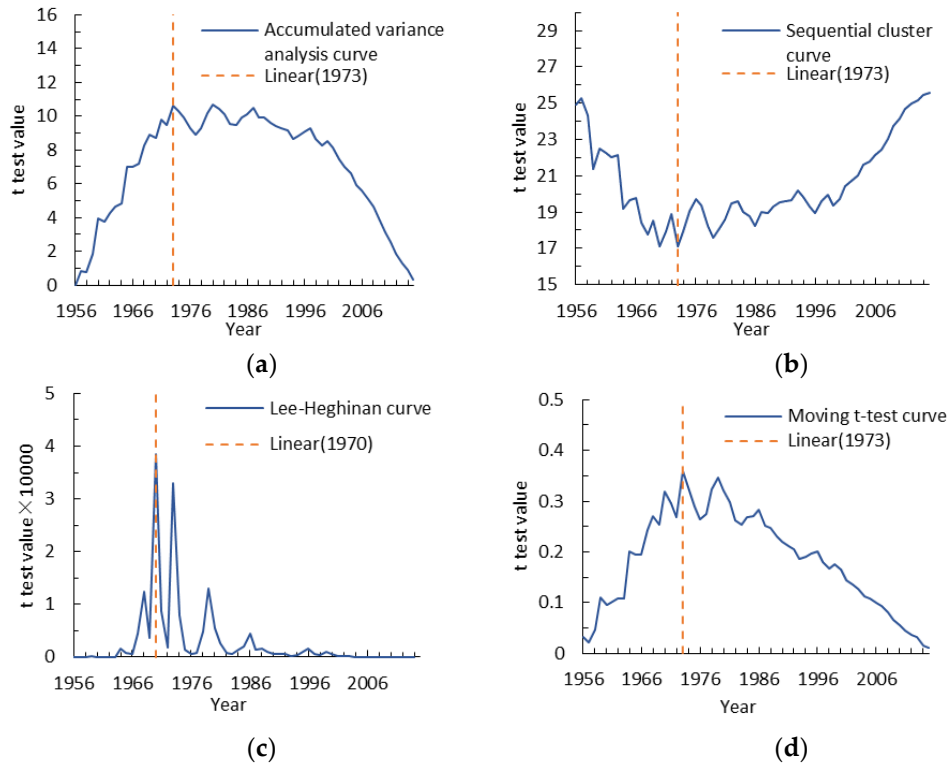 16
14
12
10
8
6
4
2
0
t test value
Accumulated variance
analysis curve
Linear(1973)
1956 1966 1976 1986 1996 2006
Year
(a)
29
27
25
23
21
19
17
15
t test value
Sequential cluster
curve
Linear(1973)
1956 1966 1976 1986 1996 2006
Year
(b)
5
4
3
2
1
0
t test value×10000
Lee-Heghinan curve
Linear(1970)
1956 1966 1976 1986 1996 2006
Year
(c)
0.5
0.4
0.3
0.2
0.1
0
t test value
Moving t-test curve
Linear(1973)
1956 1966 1976 1986 1996 2006
Year
(d)